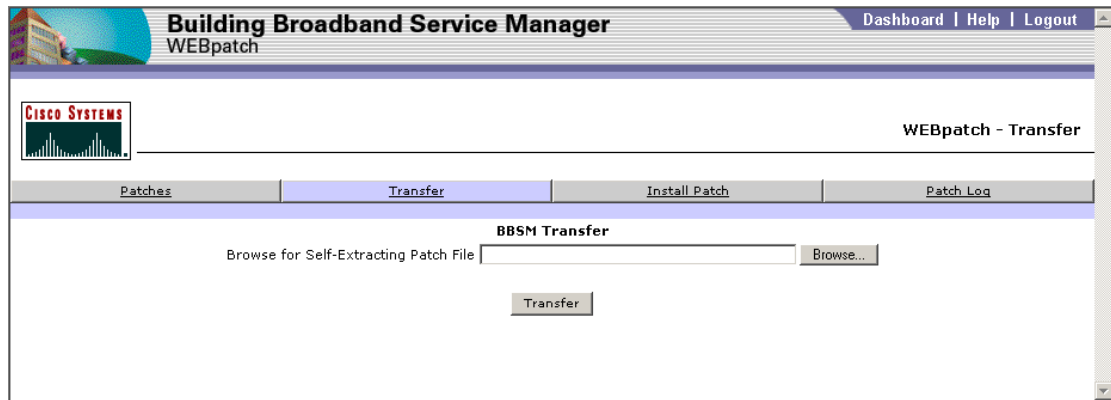 Building Broadband Service Manager
WEBpatch
Dashboard | Help | Logout
CISCO SYSTEMS
WEBpatch - Transfer
Patches Transfer Install Patch Patch Log
BBSM Transfer
Browse for Self-Extracting Patch File Browse...
Transfer